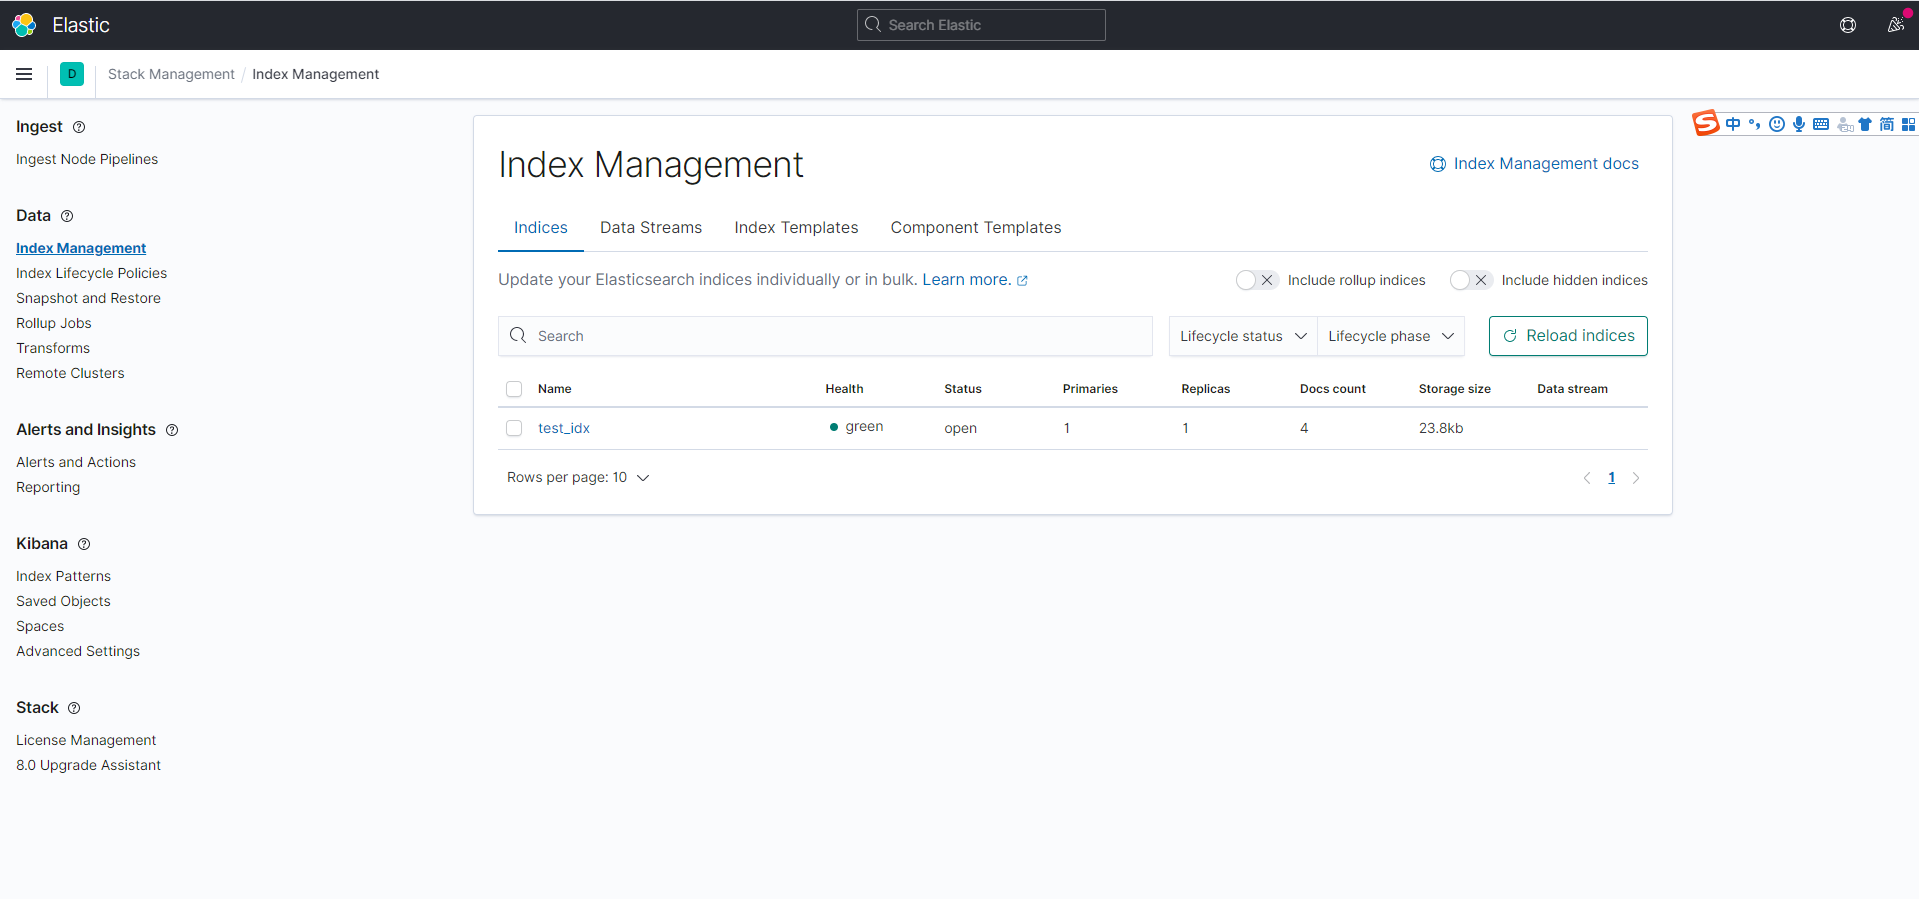 Elastic
Search Elastic
D Stack Management / Index Management
Ingest
Ingest Node Pipelines
Data
Index Management
Index Lifecycle Policies
Snapshot and Restore
Rollup Jobs
Transforms
Remote Clusters
Alerts and Insights
Alerts and Actions
Reporting
Kibana
Index Patterns
Saved Objects
Spaces
Advanced Settings
Stack
License Management
8.0 Upgrade Assistant
Index Management
Index Management docs
Indices Data Streams Index Templates Component Templates
Update your Elasticsearch indices individually or in bulk. Learn more.
Include rollup indices Include hidden indices
Search Lifecycle status Lifecycle phase Reload indices
Name Health Status Primaries Replicas Docs count Storage size Data stream
test_idx green open 1 1 4 23.8kb
Rows per page: 10 1
S 中 °, 简